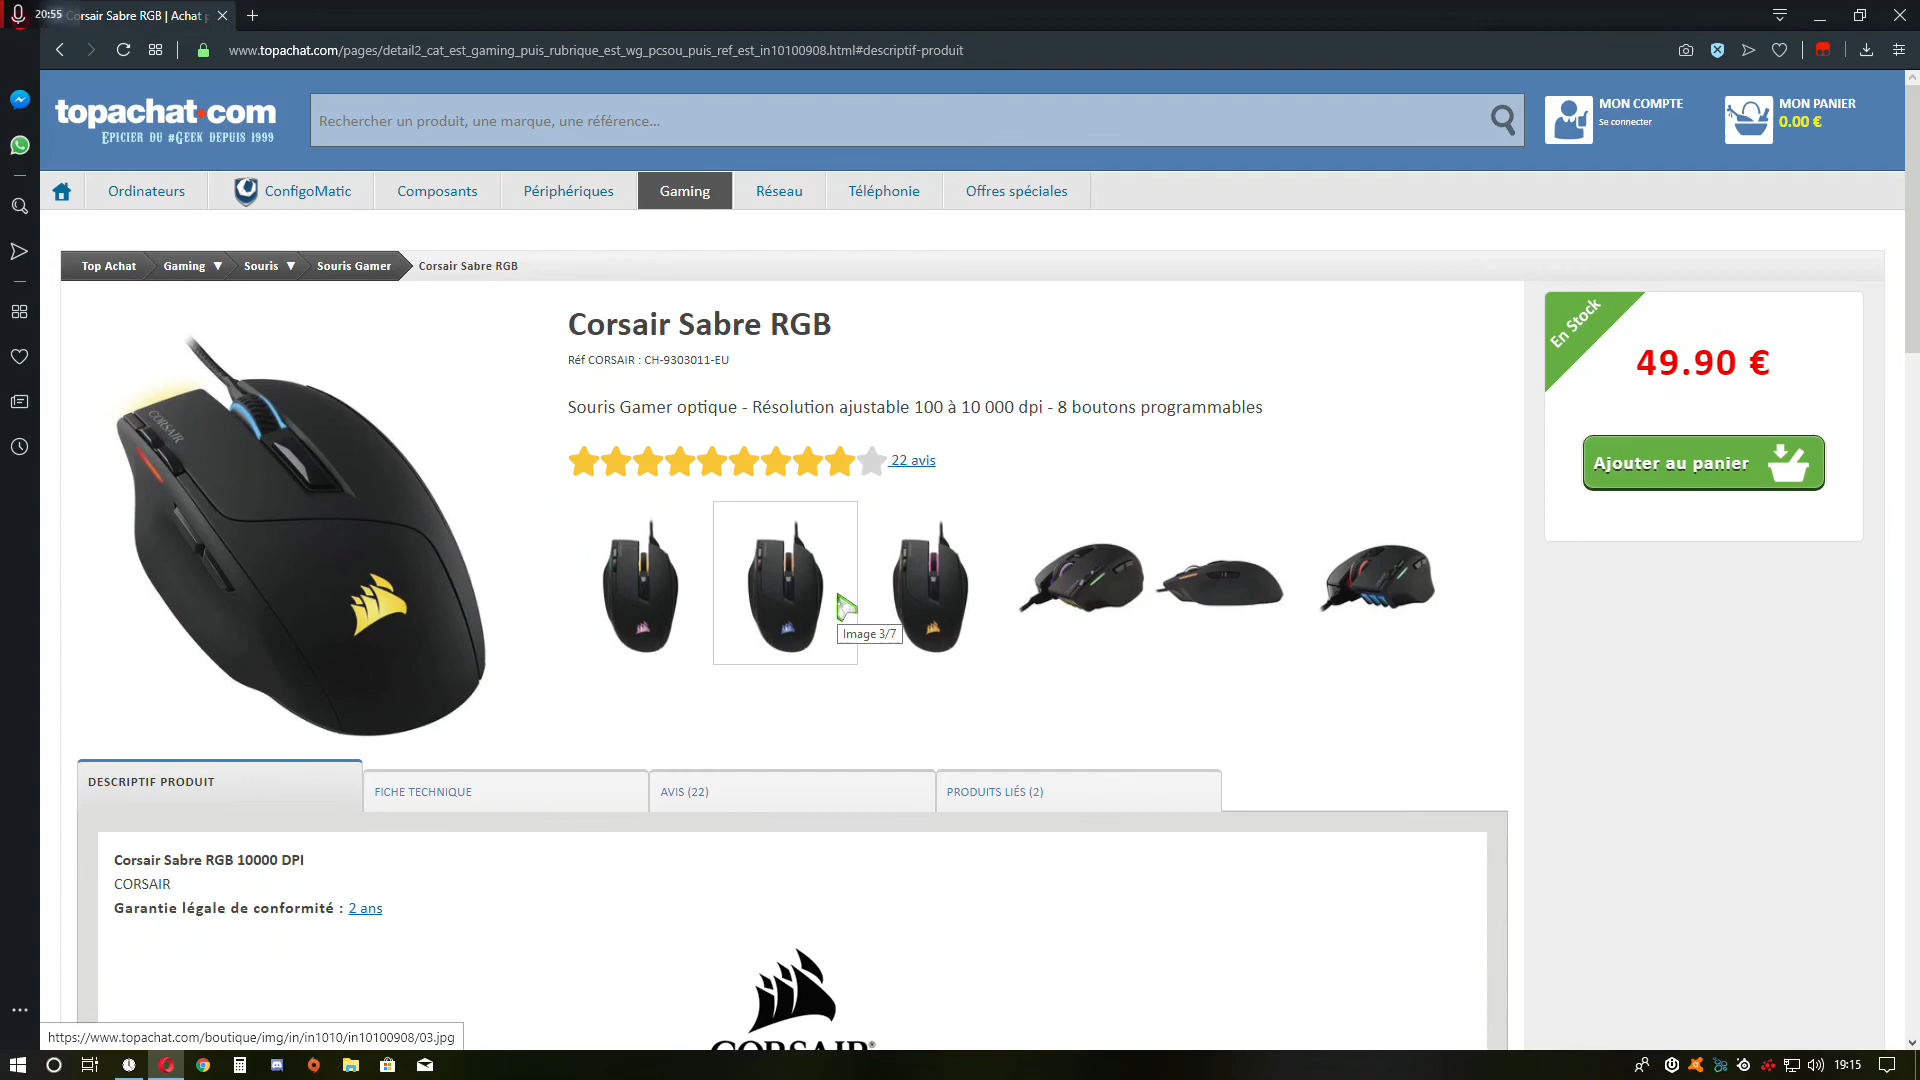 20:55
orsair Sabre RGB | Achat p
www.topachat.com/pages/detail2_cat_est_gaming_puis_rubrique_est_wg_pcsou_puis_ref_est_in10100908.html#descriptif-produit
topachat.com
EPICIER DU #GEEK DEPUIS 1999
Rechercher un produit, une marque, une référence...
MON COMPTE
Se connecter
MON PANIER
0.00 €
Ordinateurs
ConfigoMatic
Composants
Périphériques
Gaming
Réseau
Téléphonie
Offres spéciales
Top Achat
Gaming ▼
Souris ▼
Souris Gamer
Corsair Sabre RGB
Corsair Sabre RGB
Réf CORSAIR : CH-9303011-EU
Souris Gamer optique - Résolution ajustable 100 à 10 000 dpi - 8 boutons programmables
22 avis
En Stock
49.90 €
Ajouter au panier
CORSAIR
Image 3/7
DESCRIPTIF PRODUIT
FICHE TECHNIQUE
AVIS (22)
PRODUITS LIÉS (2)
Corsair Sabre RGB 10000 DPI
CORSAIR
Garantie légale de conformité : 2 ans
CORSAIR®
https://www.topachat.com/boutique/img/in/in1010/in10100908/03.jpg
19:15